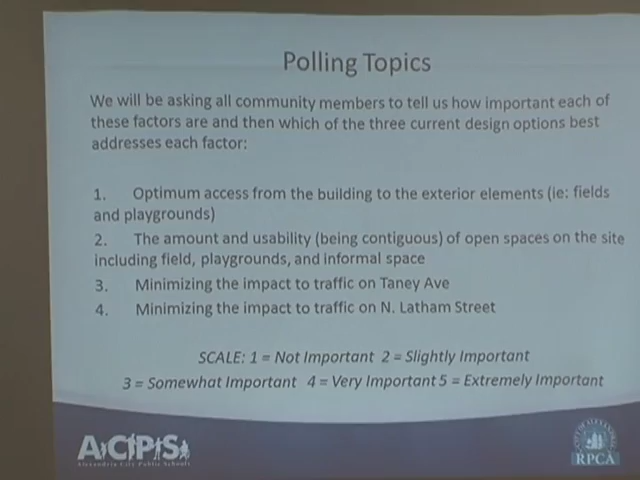 Polling Topics
We will be asking all community members to tell us how important each of
these factors are and then which of the three current design options best
addresses each factor:
1. Optimum access from the building to the exterior elements (ie: fields
and playgrounds)
2. The amount and usability (being contiguous) of open spaces on the site
including field, playgrounds, and informal space
3. Minimizing the impact to traffic on Taney Ave
4. Minimizing the impact to traffic on N. Latham Street
SCALE: 1 = Not Important 2 = Slightly Important
3 = Somewhat Important 4 = Very Important 5 = Extremely Important
ACPS
Alexandria City Public Schools
RPCA